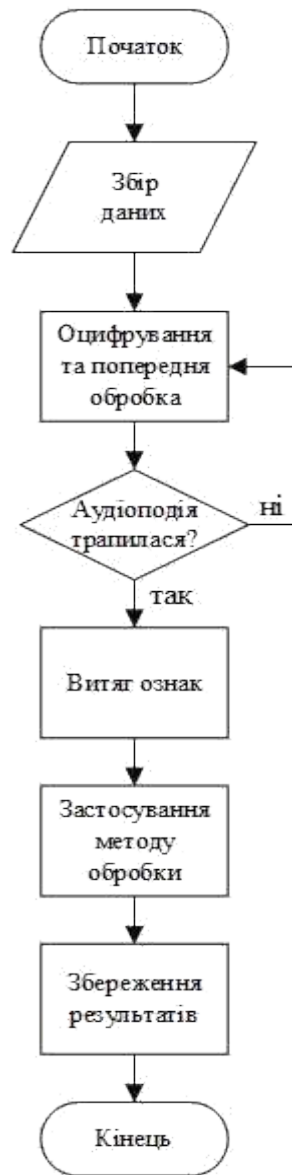 Початок
Збір
даних
Оцифрування
та попередня
обробка
Аудіоподія
трапилася?
ні
так
Витяг ознак
Застосування
методу
обробки
Збереження
результатів
Кінець